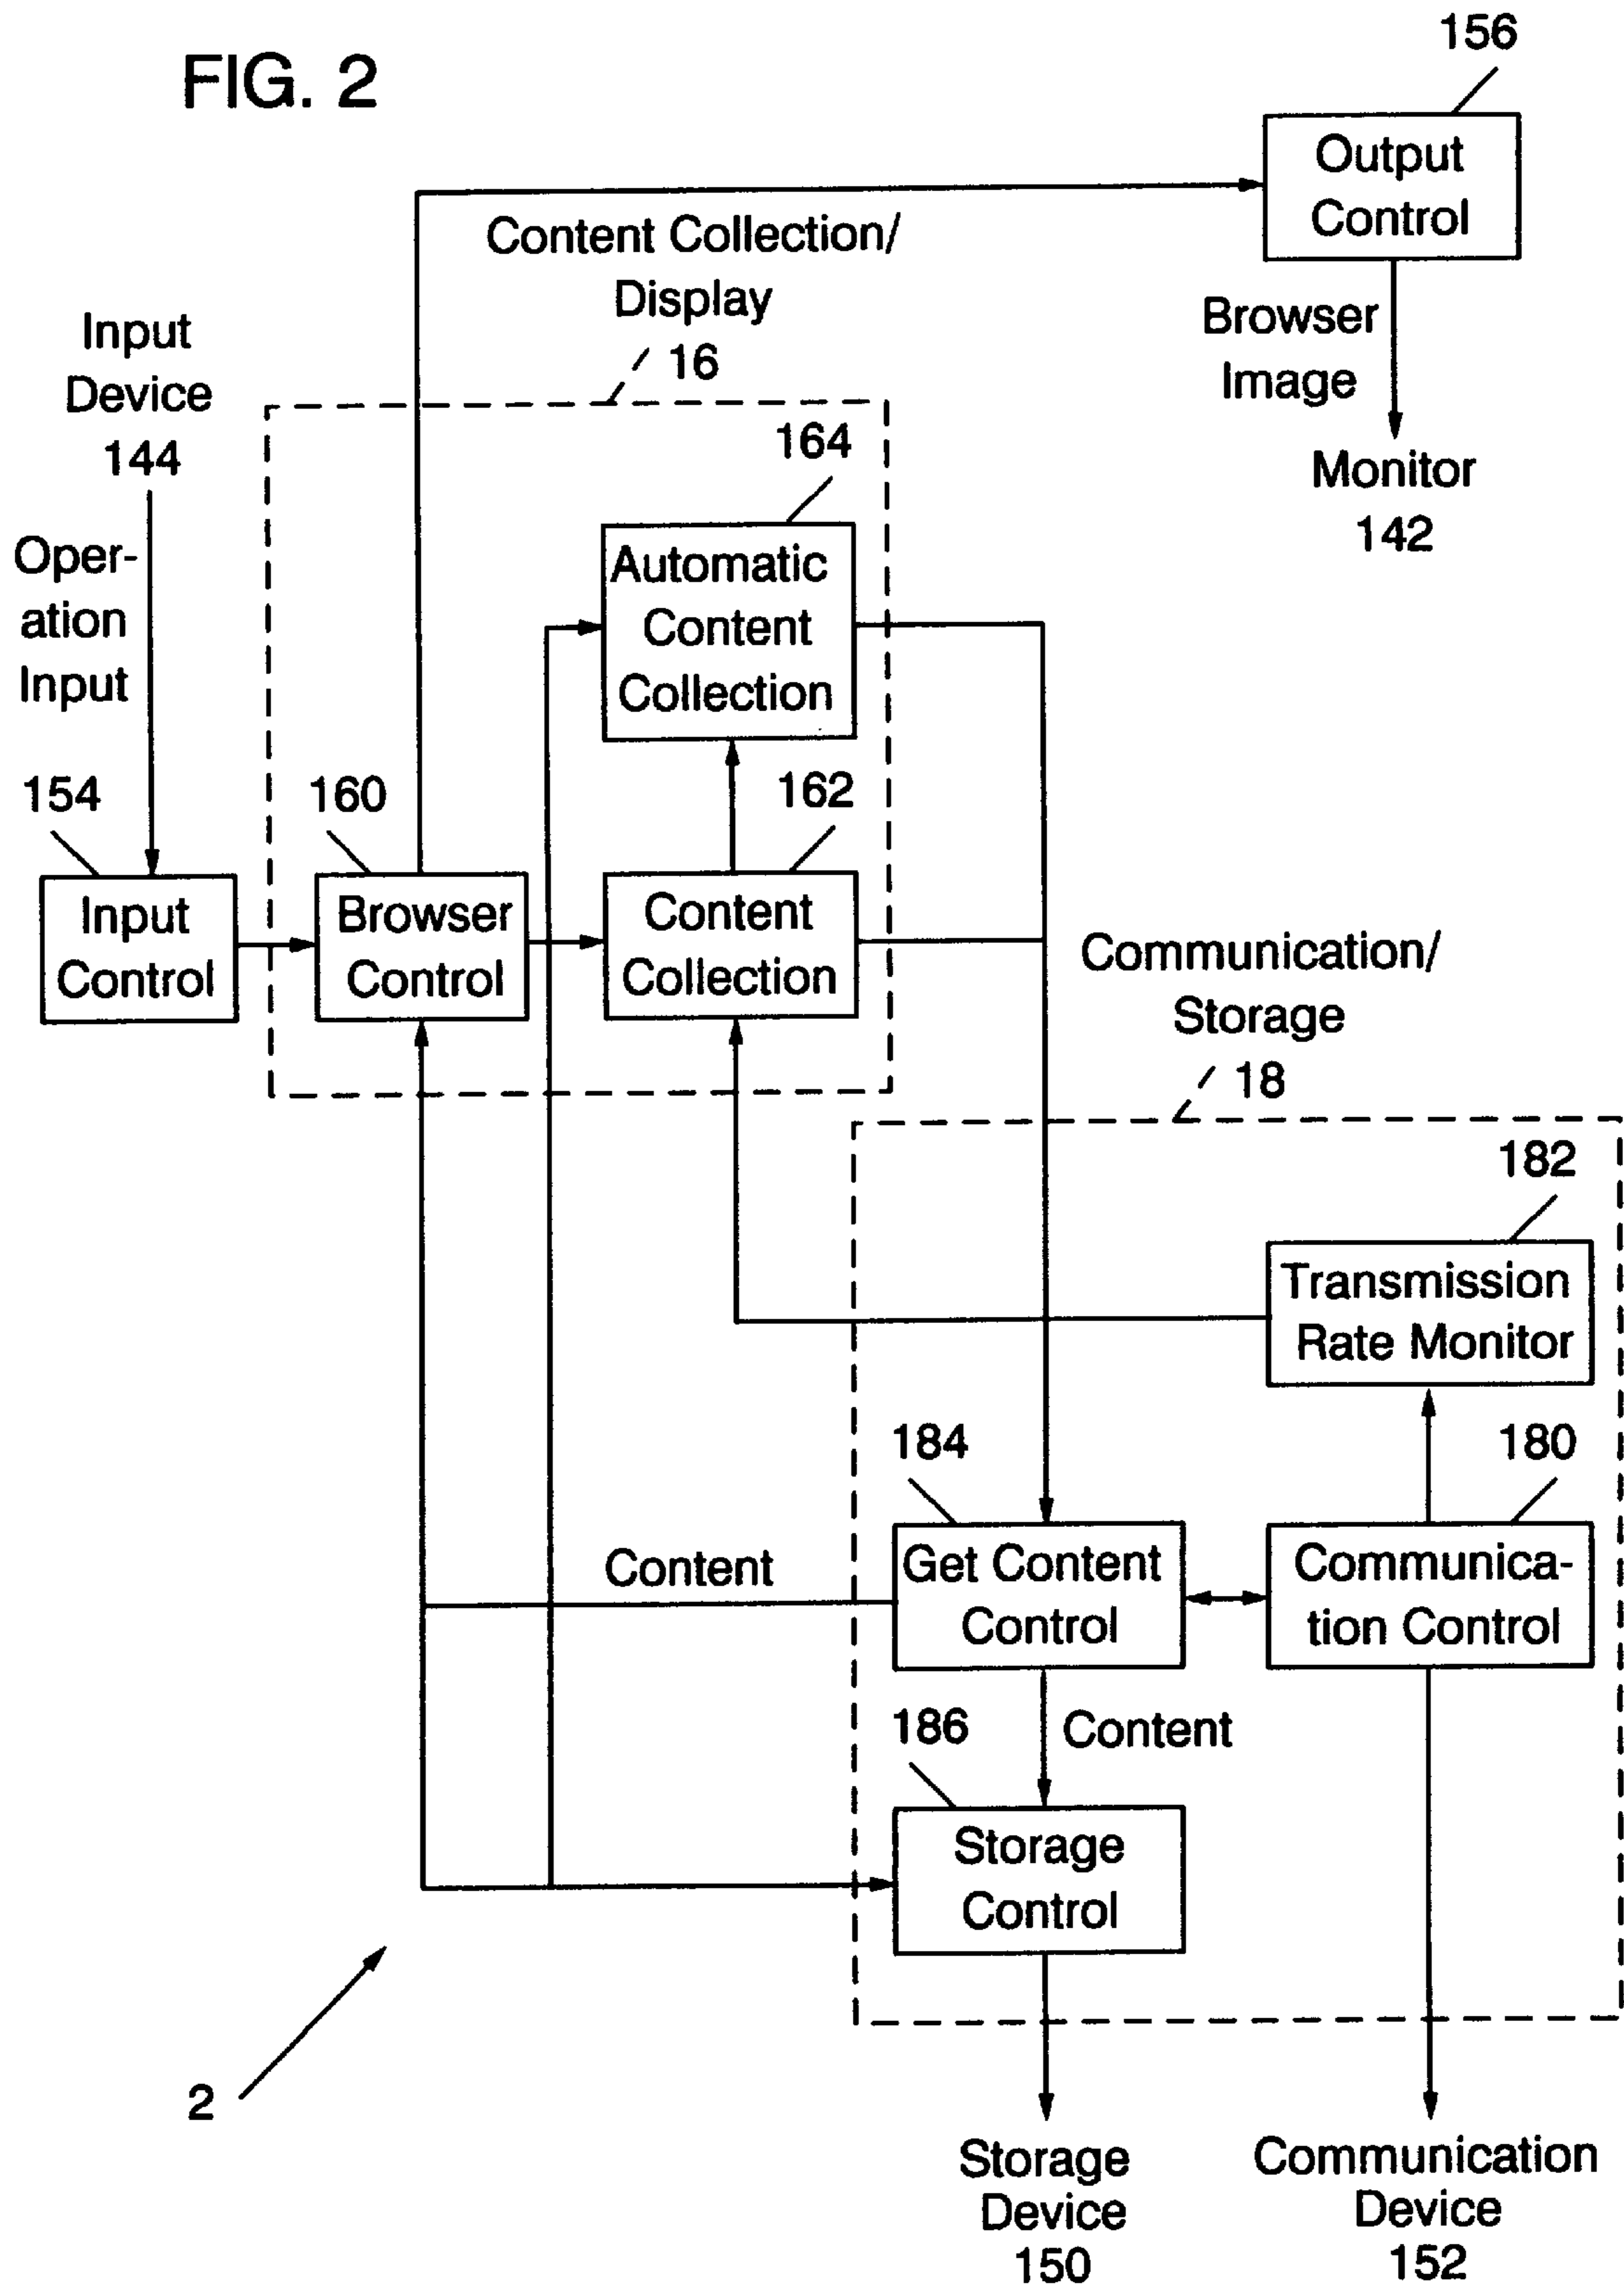 FIG. 2
156
Output
Control
Content Collection/
Display
16
Browser
Image
Monitor
142
Input
Device
144
Oper-
ation
Input
164
Automatic
Content
Collection
154
160
162
Input
Control
Browser
Control
Content
Collection
Communication/
Storage
18
182
Transmission
Rate Monitor
184
180
Content
Get Content
Control
Communica-
tion Control
186
Content
Storage
Control
2
Storage
Device
150
Communication
Device
152